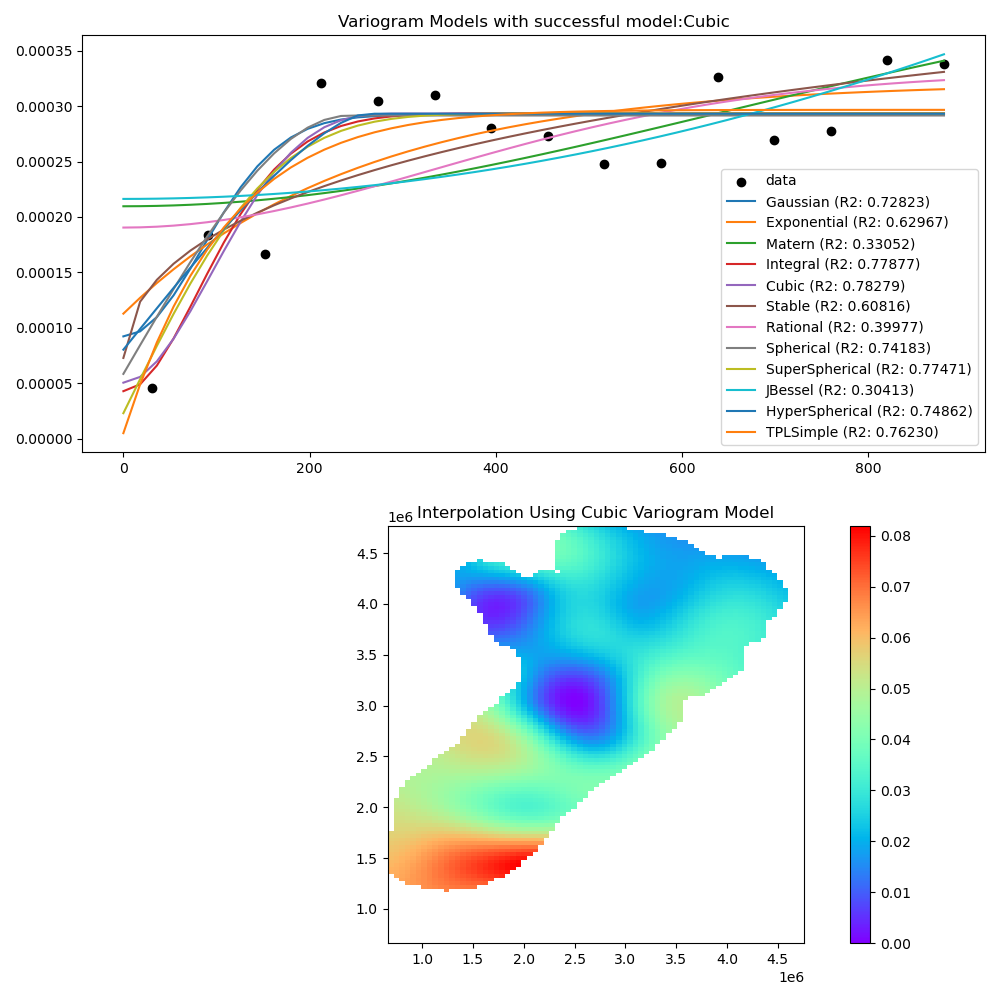 Variogram Models with successful model:Cubic
0.00035
0.00030
0.00025
0.00020
0.00015
0.00010
0.00005
0.00000
data
Gaussian (R2: 0.72823)
Exponential (R2: 0.62967)
Matern (R2: 0.33052)
Integral (R2: 0.77877)
Cubic (R2: 0.78279)
Stable (R2: 0.60816)
Rational (R2: 0.39977)
Spherical (R2: 0.74183)
SuperSpherical (R2: 0.77471)
JBessel (R2: 0.30413)
HyperSpherical (R2: 0.74862)
TPLSimple (R2: 0.76230)
0 200 400 600 800
Interpolation Using Cubic Variogram Model
1e6
4.5
4.0
3.5
3.0
2.5
2.0
1.5
1.0
1.0 1.5 2.0 2.5 3.0 3.5 4.0 4.5
1e6
0.08
0.07
0.06
0.05
0.04
0.03
0.02
0.01
0.00